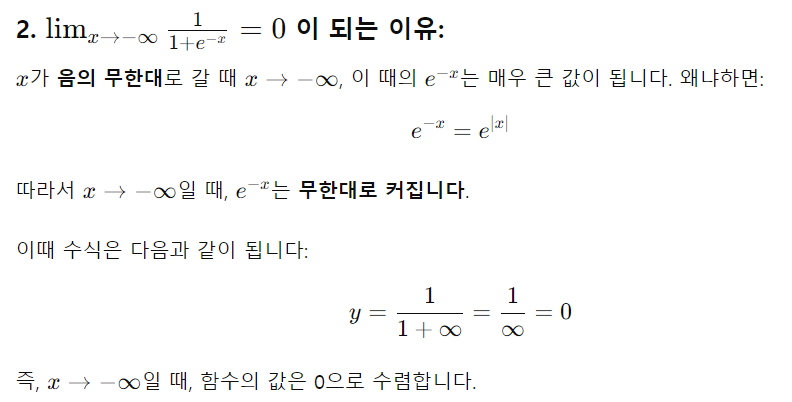 2. $\lim_{x \to -\infty} \frac{1}{1+e^{-x}} = 0$ 이 되는 이유:
$x$가 음의 무한대로 갈 때 $x \to -\infty$, 이 때의 $e^{-x}$는 매우 큰 값이 됩니다. 왜냐하면:
$e^{-x} = e^{|x|}$
따라서 $x \to -\infty$일 때, $e^{-x}$는 무한대로 커집니다.
이때 수식은 다음과 같이 됩니다:
$y = \frac{1}{1+\infty} = \frac{1}{\infty} = 0$
즉, $x \to -\infty$일 때, 함수의 값은 0으로 수렴합니다.